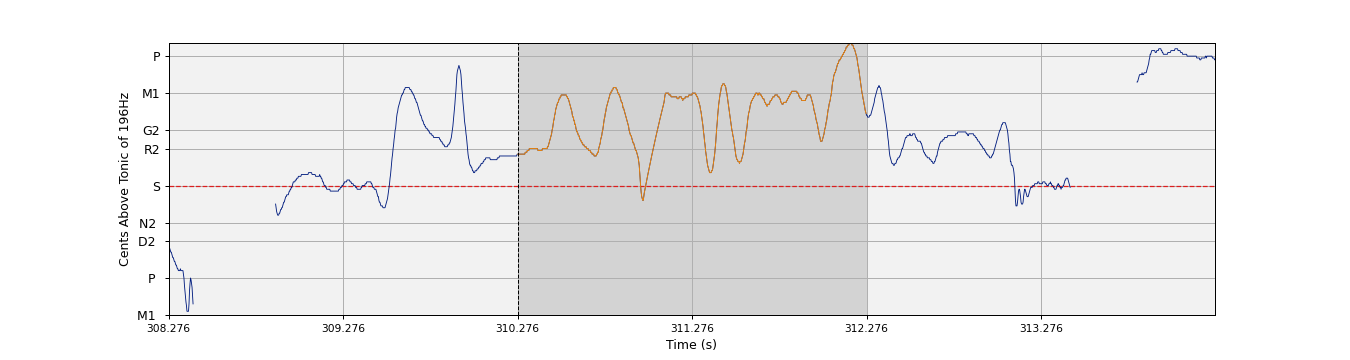 Cents Above Tonic of 196Hz
P
M1
G2
R2
S
N2
D2
P
M1
308.276 309.276 310.276 311.276 312.276 313.276
Time (s)